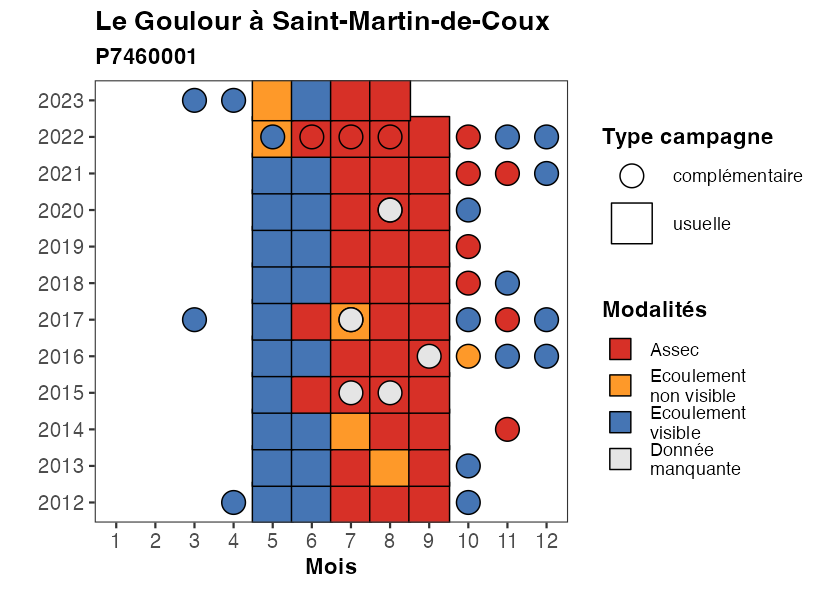 Le Goulour à Saint-Martin-de-Coux
P7460001
2023
2022
2021
2020
2019
2018
2017
2016
2015
2014
2013
2012
1 2 3 4 5 6 7 8 9 10 11 12
Mois
Type campagne
complémentaire
usuelle
Modalités
Assec
Ecoulement
non visible
Ecoulement
visible
Donnée
manquante